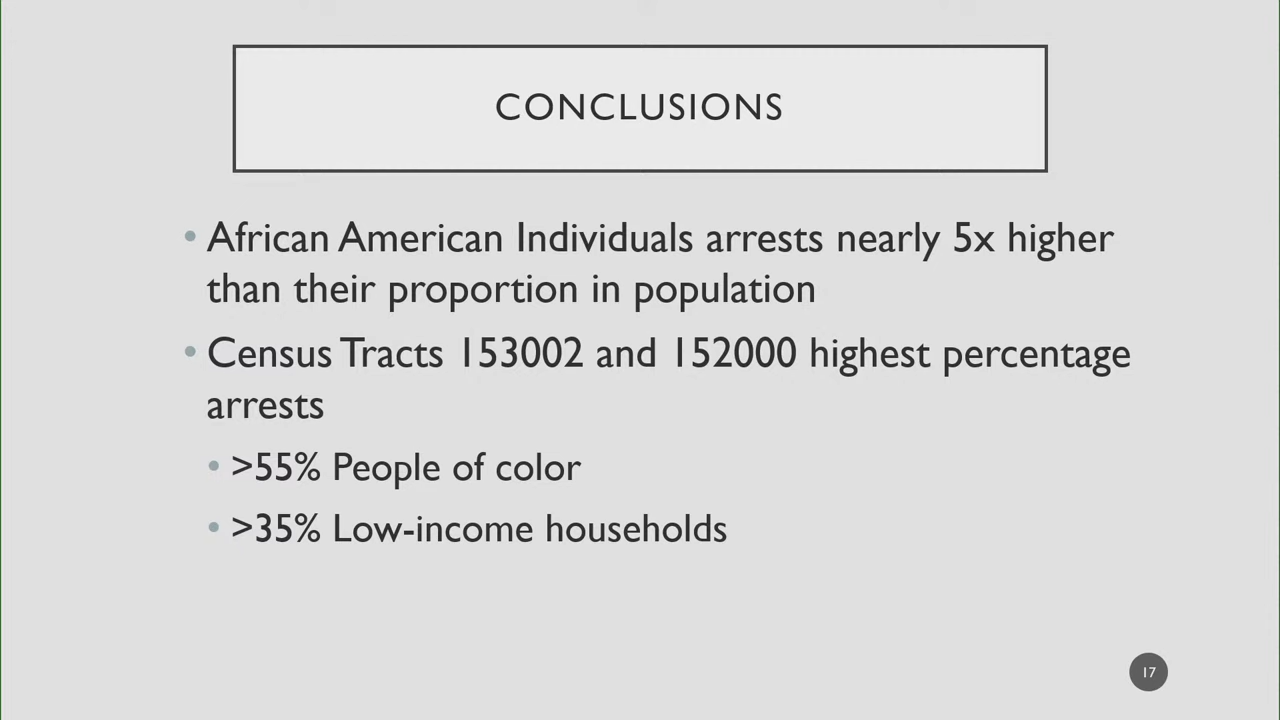 CONCLUSIONS
• African American Individuals arrests nearly 5x higher
than their proportion in population
• Census Tracts 153002 and 152000 highest percentage
arrests
• >55% People of color
• >35% Low-income households
17